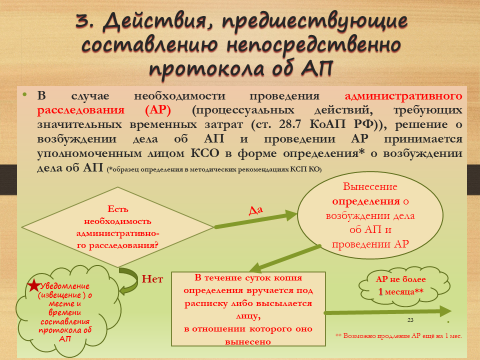 3. Действия, предшествующие
составлению непосредственно
протокола об АП
• В случае необходимости проведения административного
расследования (АР) (процессуальных действий, требующих
значительных временных затрат (ст. 28.7 КоАП РФ)), решение о
возбуждении дела об АП и проведении АР принимается
уполномоченным лицом КСО в форме определения* о возбуждении
дела об АП (*образец определения в методических рекомендациях КСП КО)
Есть
необходимость
административно-
го расследования?
Да
Вынесение
определения о
возбуждении дела
об АП и
проведении АР
Нет
Уведомление
(извещение ) о
месте и
времени
составления
протокола об
АП
В течение суток копия
определения вручается под
расписку либо высылается
лицу,
в отношении которого оно
вынесено
АР не более
1 месяца**
23
** Возможно продление АР ещё на 1 мес.